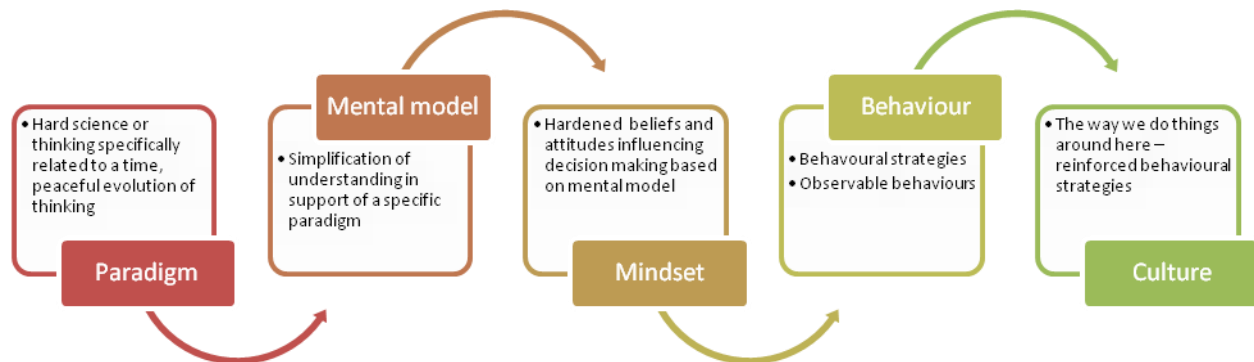 • Hard science or
thinking specifically
related to a time,
peaceful evolution of
thinking
Paradigm
Mental model
• Simplification of
understanding in
support of a specific
paradigm
• Hardened beliefs and
attitudes influencing
decision making based
on mental model
Mindset
Behaviour
• Behavoural strategies
• Observable behaviours
• The way we do things
around here –
reinforced behavioural
strategies
Culture